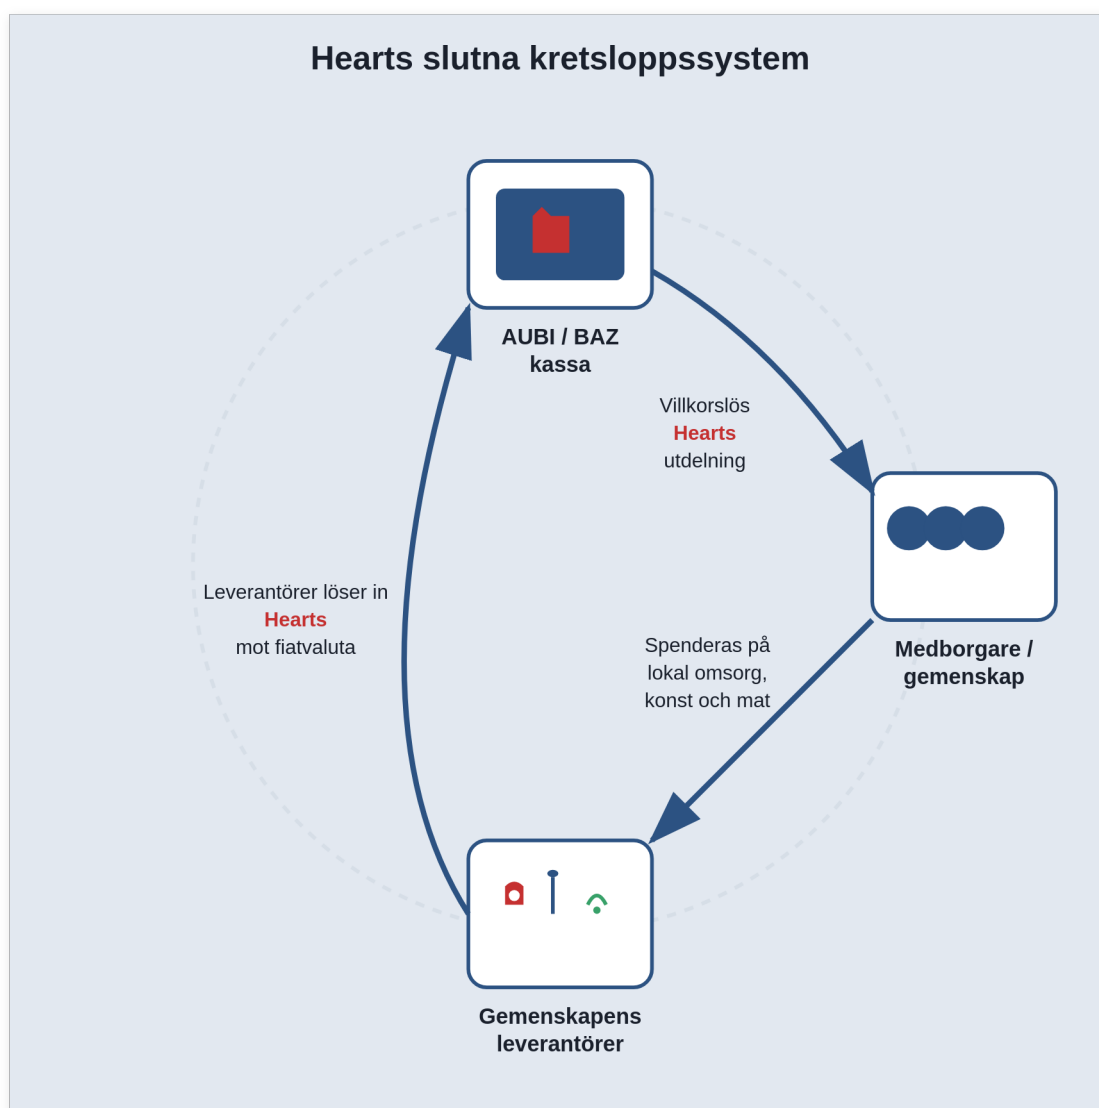 Hearts slutna kretsloppssystem
AUBI / BAZ
kassa
Villkorslös
Hearts
utdelning
Medborgare /
gemenskap
Spenderas på
lokal omsorg,
konst och mat
Gemenskapens
leverantörer
Leverantörer löser in
Hearts
mot fiatvaluta